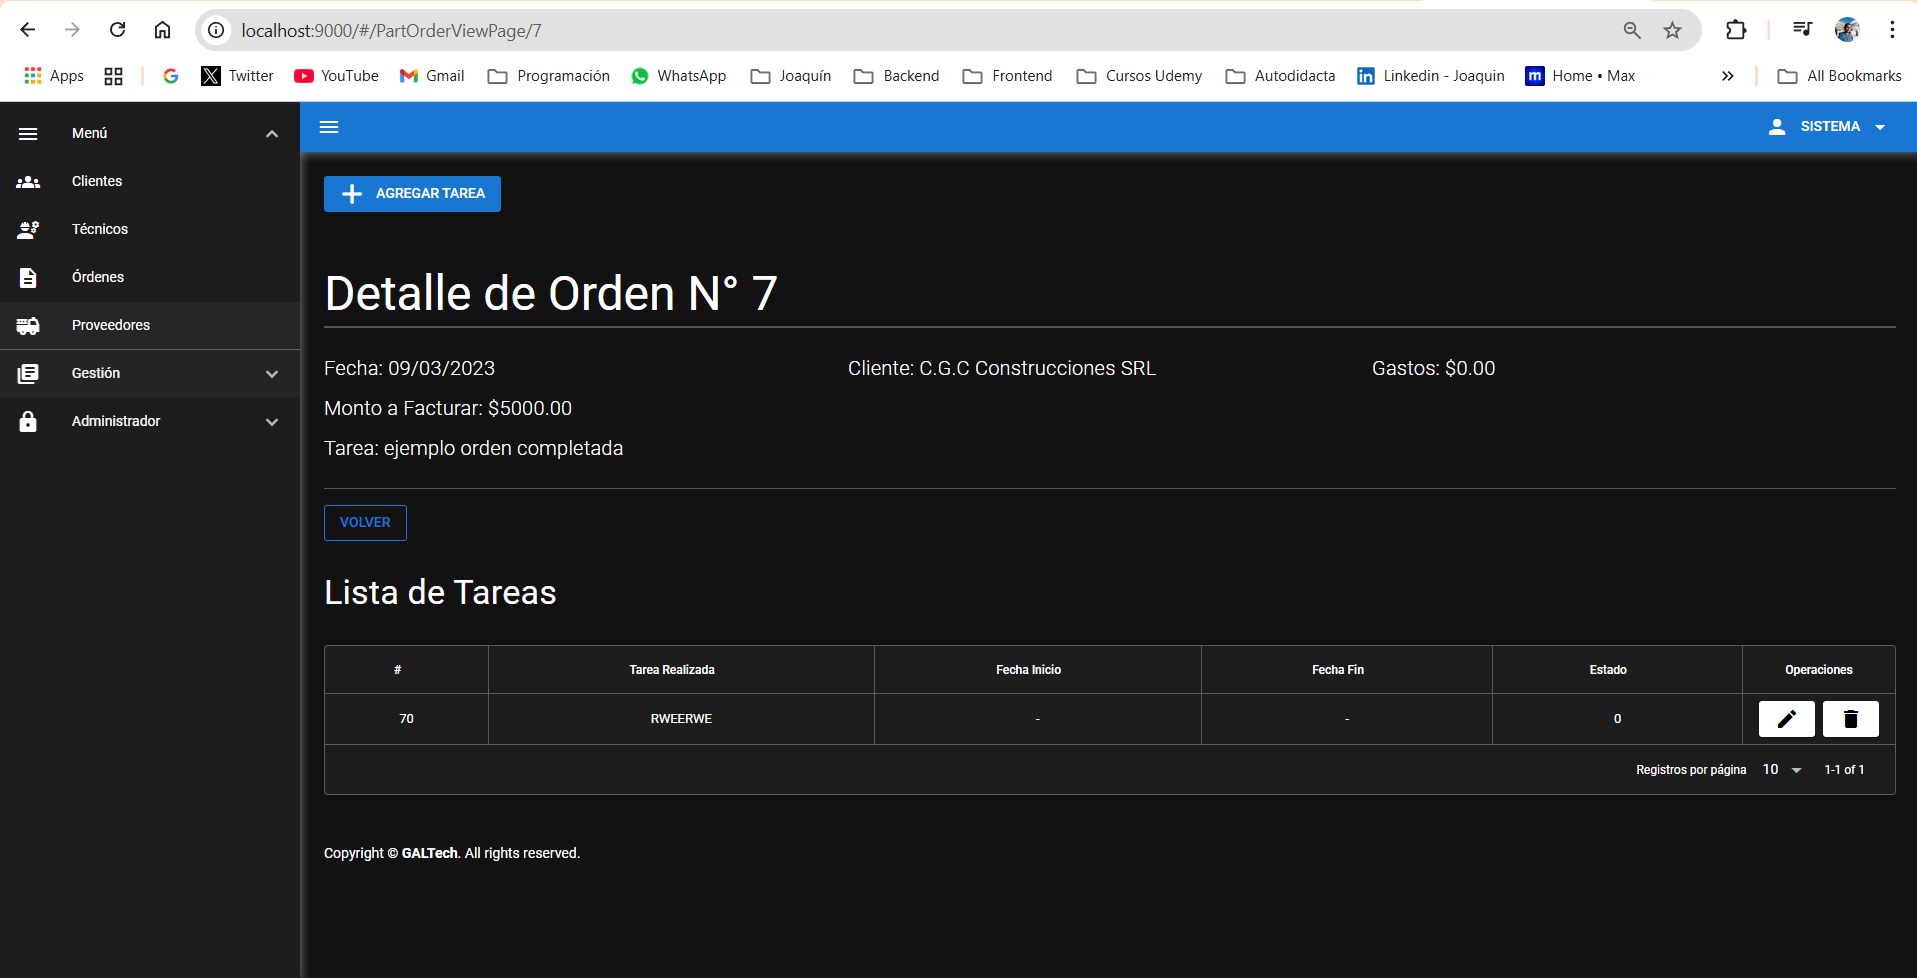 localhost:9000/#/PartOrderViewPage/7
Apps Twitter YouTube Gmail Programación WhatsApp Joaquín Backend Frontend Cursos Udemy Autodidacta Linkedin - Joaquin Home • Max » All Bookmarks
Menú
Clientes
Técnicos
Órdenes
Proveedores
Gestión
Administrador
SISTEMA
AGREGAR TAREA
Detalle de Orden N° 7
Fecha: 09/03/2023 Cliente: C.G.C Construcciones SRL Gastos: $0.00
Monto a Facturar: $5000.00
Tarea: ejemplo orden completada
VOLVER
Lista de Tareas
# Tarea Realizada Fecha Inicio Fecha Fin Estado Operaciones
70 RWEERWE - - 0
Registros por página 10 1-1 of 1
Copyright © GALTech. All rights reserved.